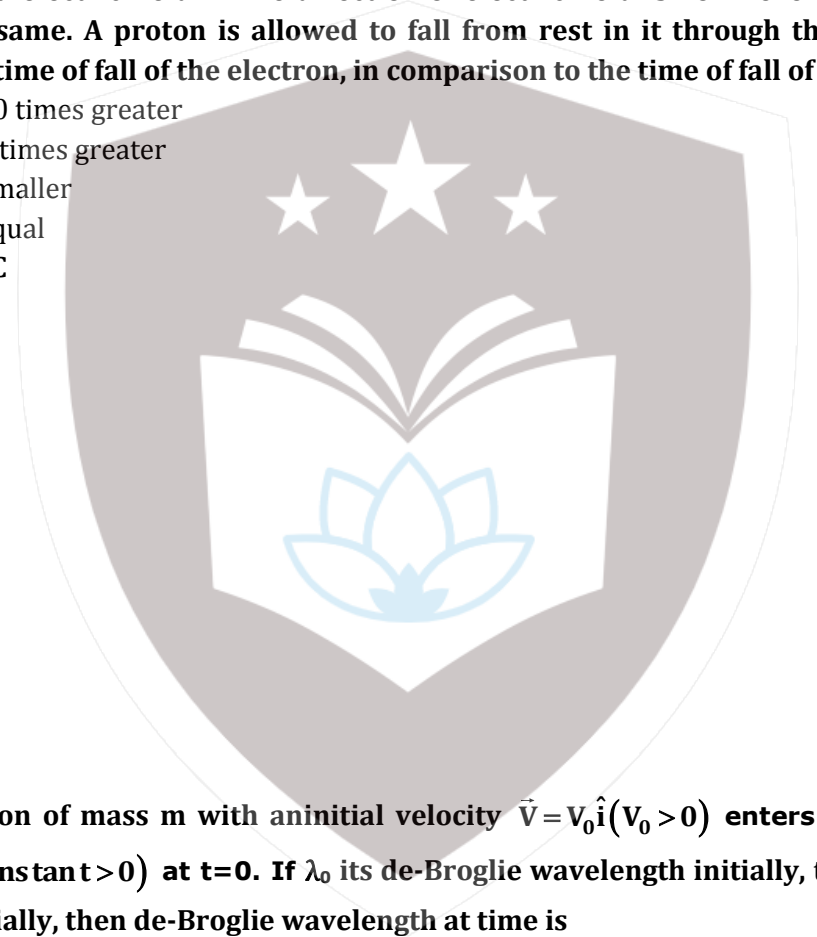 same. A proton is allowed to fall from rest in it through th
time of fall of the electron, in comparison to the time of fall of
0 times greater
times greater
maller
qual
C
on of mass m with aninitial velocity \vec{V} = V₀\hat{i}(V₀ > 0) enters
nstant > 0) at t=0. If λ₀ its de-Broglie wavelength initially, t
ially, then de-Broglie wavelength at time is